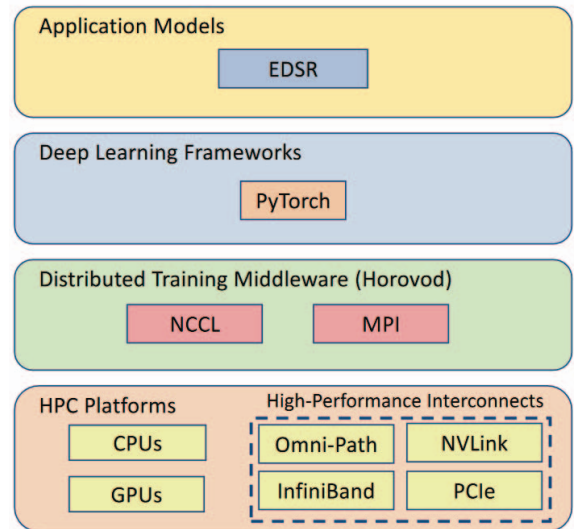 Application Models
EDSR
Deep Learning Frameworks
PyTorch
Distributed Training Middleware (Horovod)
NCCL
MPI
HPC Platforms
High-Performance Interconnects
CPUs
GPUs
Omni-Path
NVLink
InfiniBand
PCIe